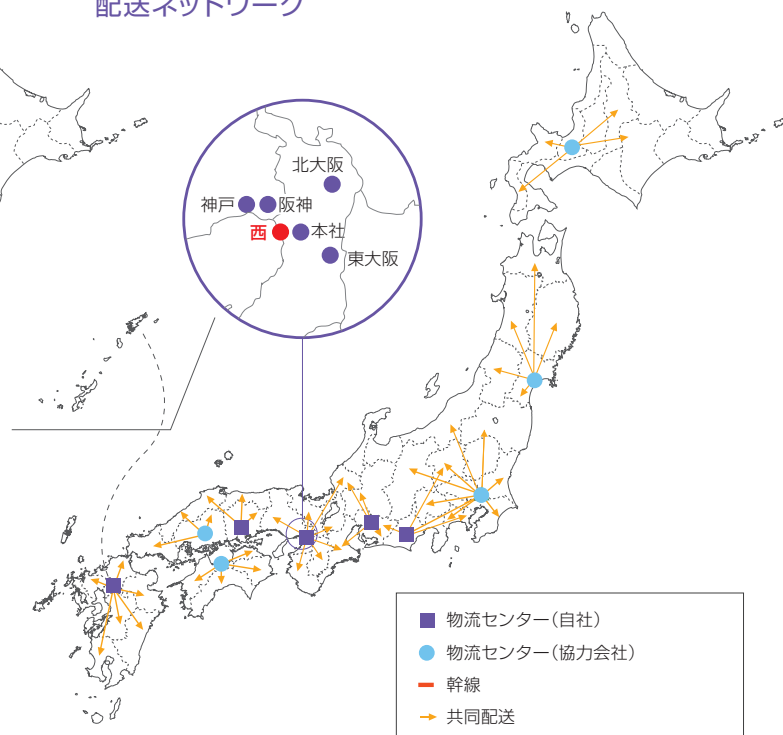 配送ネットワーク
北大阪
神戸
阪神
西
本社
東大阪
物流センター(自社)
物流センター(協力会社)
幹線
共同配送